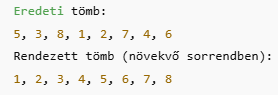 Eredeti tömb:
5, 3, 8, 1, 2, 7, 4, 6
Rendezett tömb (növekvő sorrendben):
1, 2, 3, 4, 5, 6, 7, 8